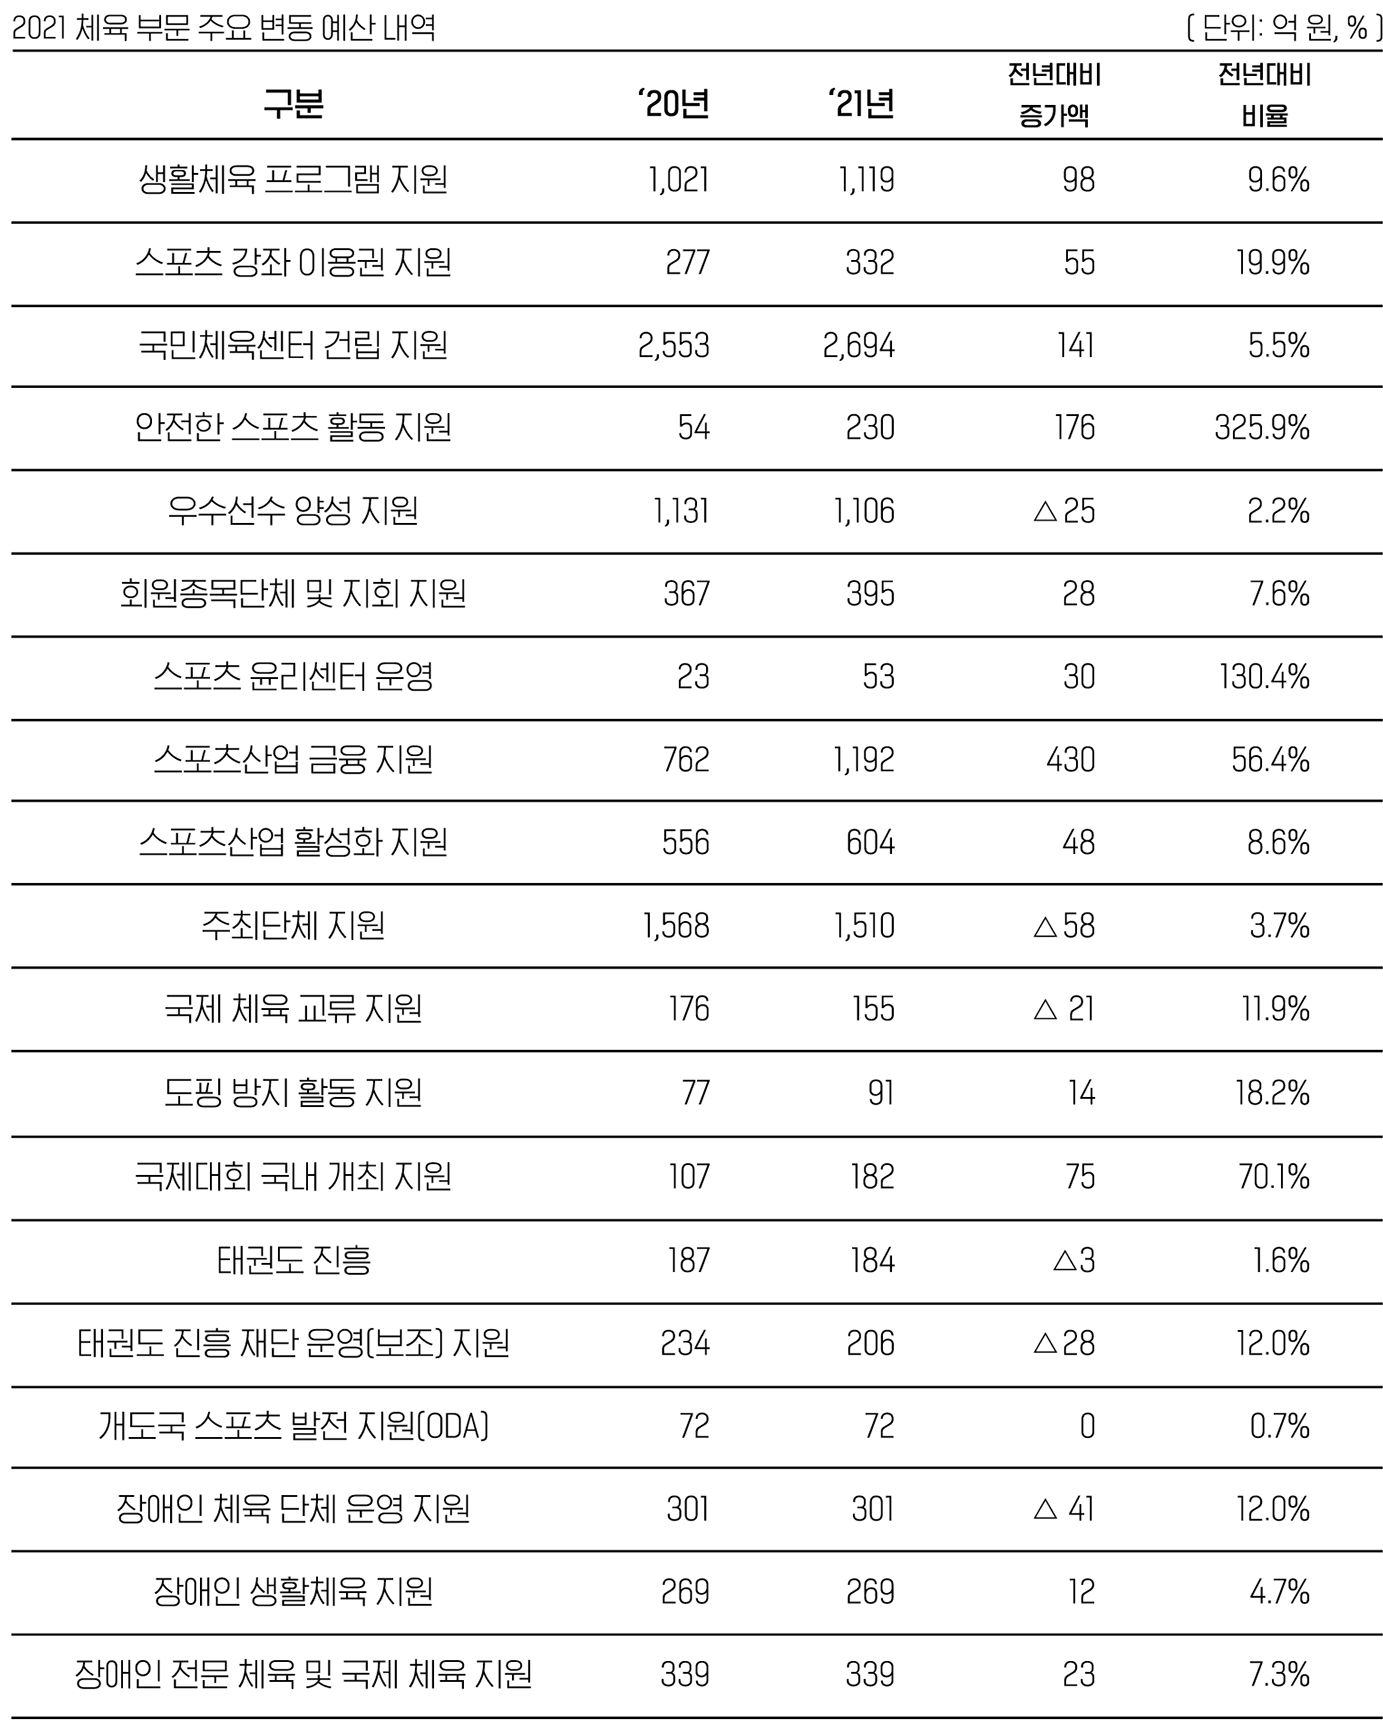 2021 체육 부문 주요 변동 예산 내역 ( 단위: 억 원, % )
구분 ‘20년 ‘21년 전년대비 증가액 전년대비 비율
생활체육 프로그램 지원 1,021 1,119 98 9.6%
스포츠 강좌 이용권 지원 277 332 55 19.9%
국민체육센터 건립 지원 2,553 2,694 141 5.5%
안전한 스포츠 활동 지원 54 230 176 325.9%
우수선수 양성 지원 1,131 1,106 △25 2.2%
회원종목단체 및 지회 지원 367 395 28 7.6%
스포츠 윤리센터 운영 23 53 30 130.4%
스포츠산업 금융 지원 762 1,192 430 56.4%
스포츠산업 활성화 지원 556 604 48 8.6%
주최단체 지원 1,568 1,510 △58 3.7%
국제 체육 교류 지원 176 155 △ 21 11.9%
도핑 방지 활동 지원 77 91 14 18.2%
국제대회 국내 개최 지원 107 182 75 70.1%
태권도 진흥 187 184 △3 1.6%
태권도 진흥 재단 운영(보조) 지원 234 206 △28 12.0%
개도국 스포츠 발전 지원(ODA) 72 72 0 0.7%
장애인 체육 단체 운영 지원 301 301 △ 41 12.0%
장애인 생활체육 지원 269 269 12 4.7%
장애인 전문 체육 및 국제 체육 지원 339 339 23 7.3%